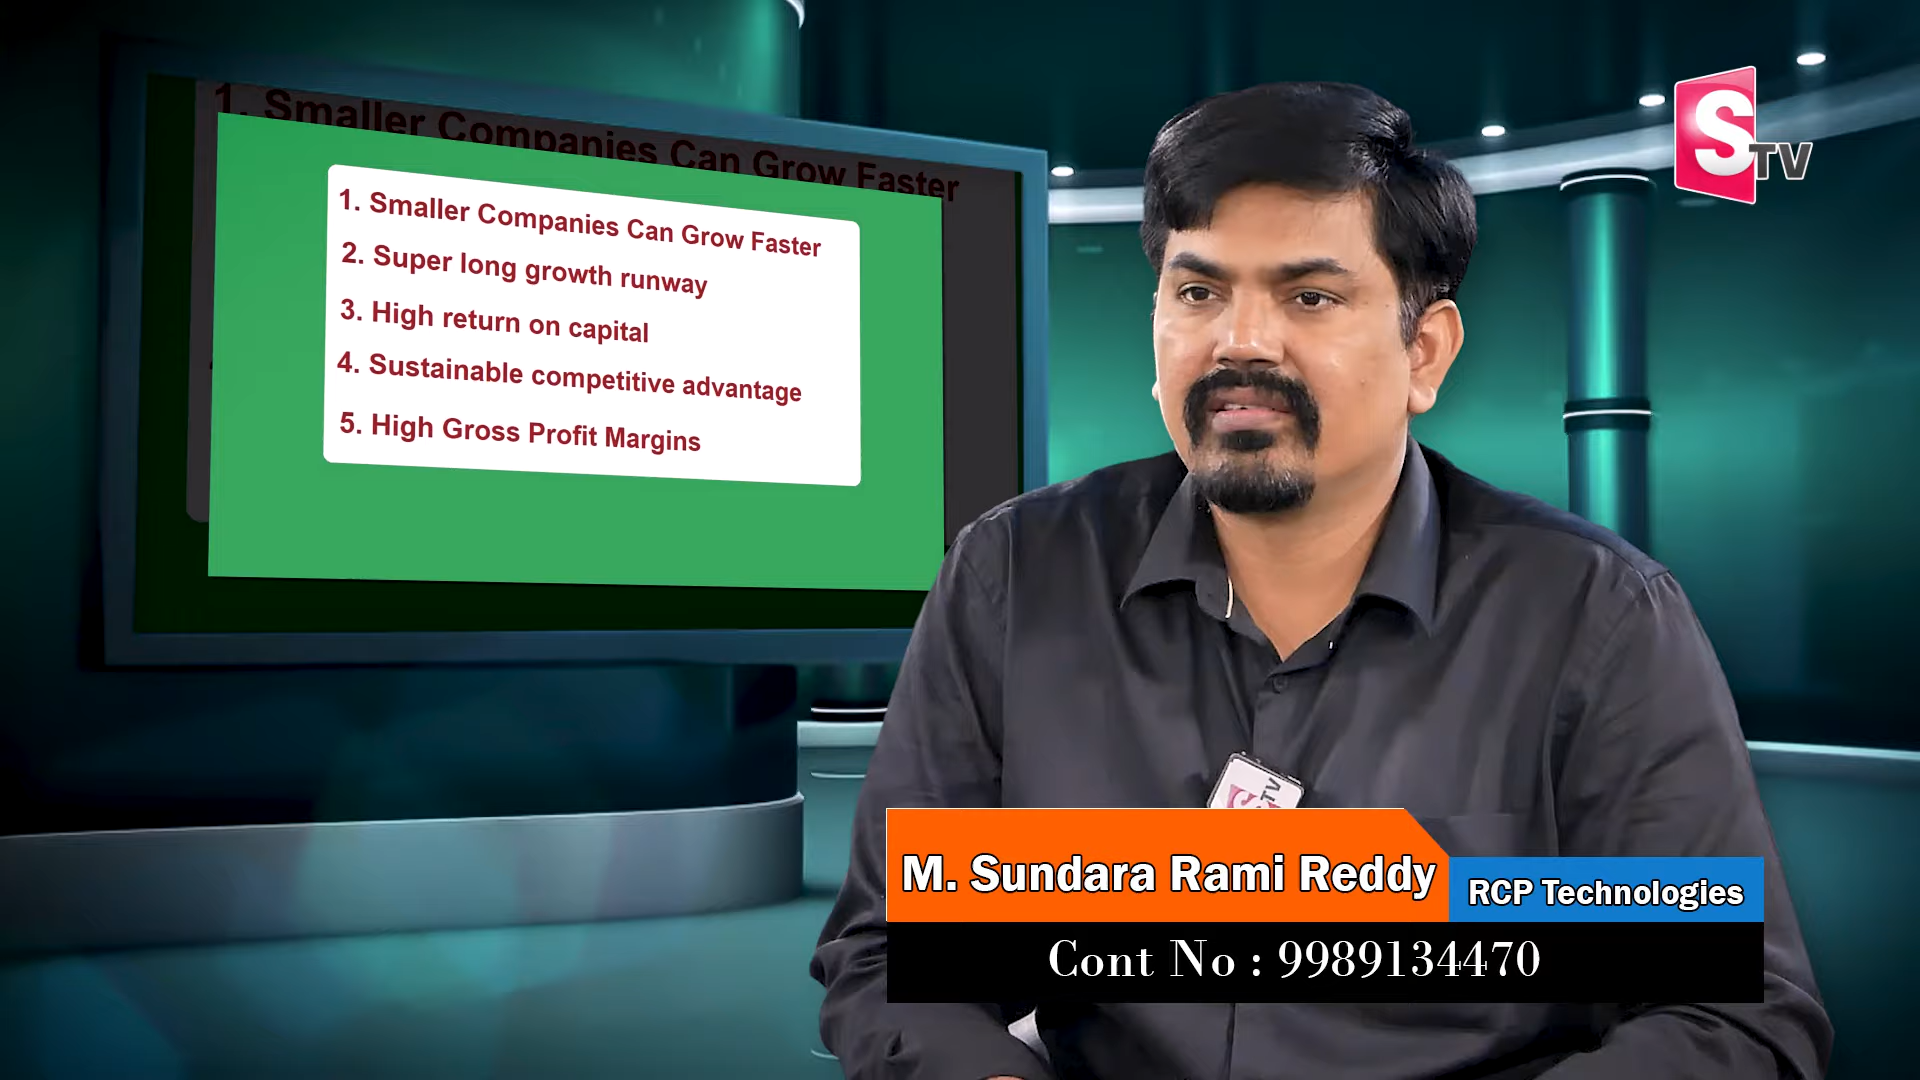 1. Smaller Companies Can Grow Faster
1. Smaller Companies Can Grow Faster
2. Super long growth runway
3. High return on capital
4. Sustainable competitive advantage
5. High Gross Profit Margins
STV
STV
M. Sundara Rami Reddy
RCP Technologies
Cont No : 9989134470